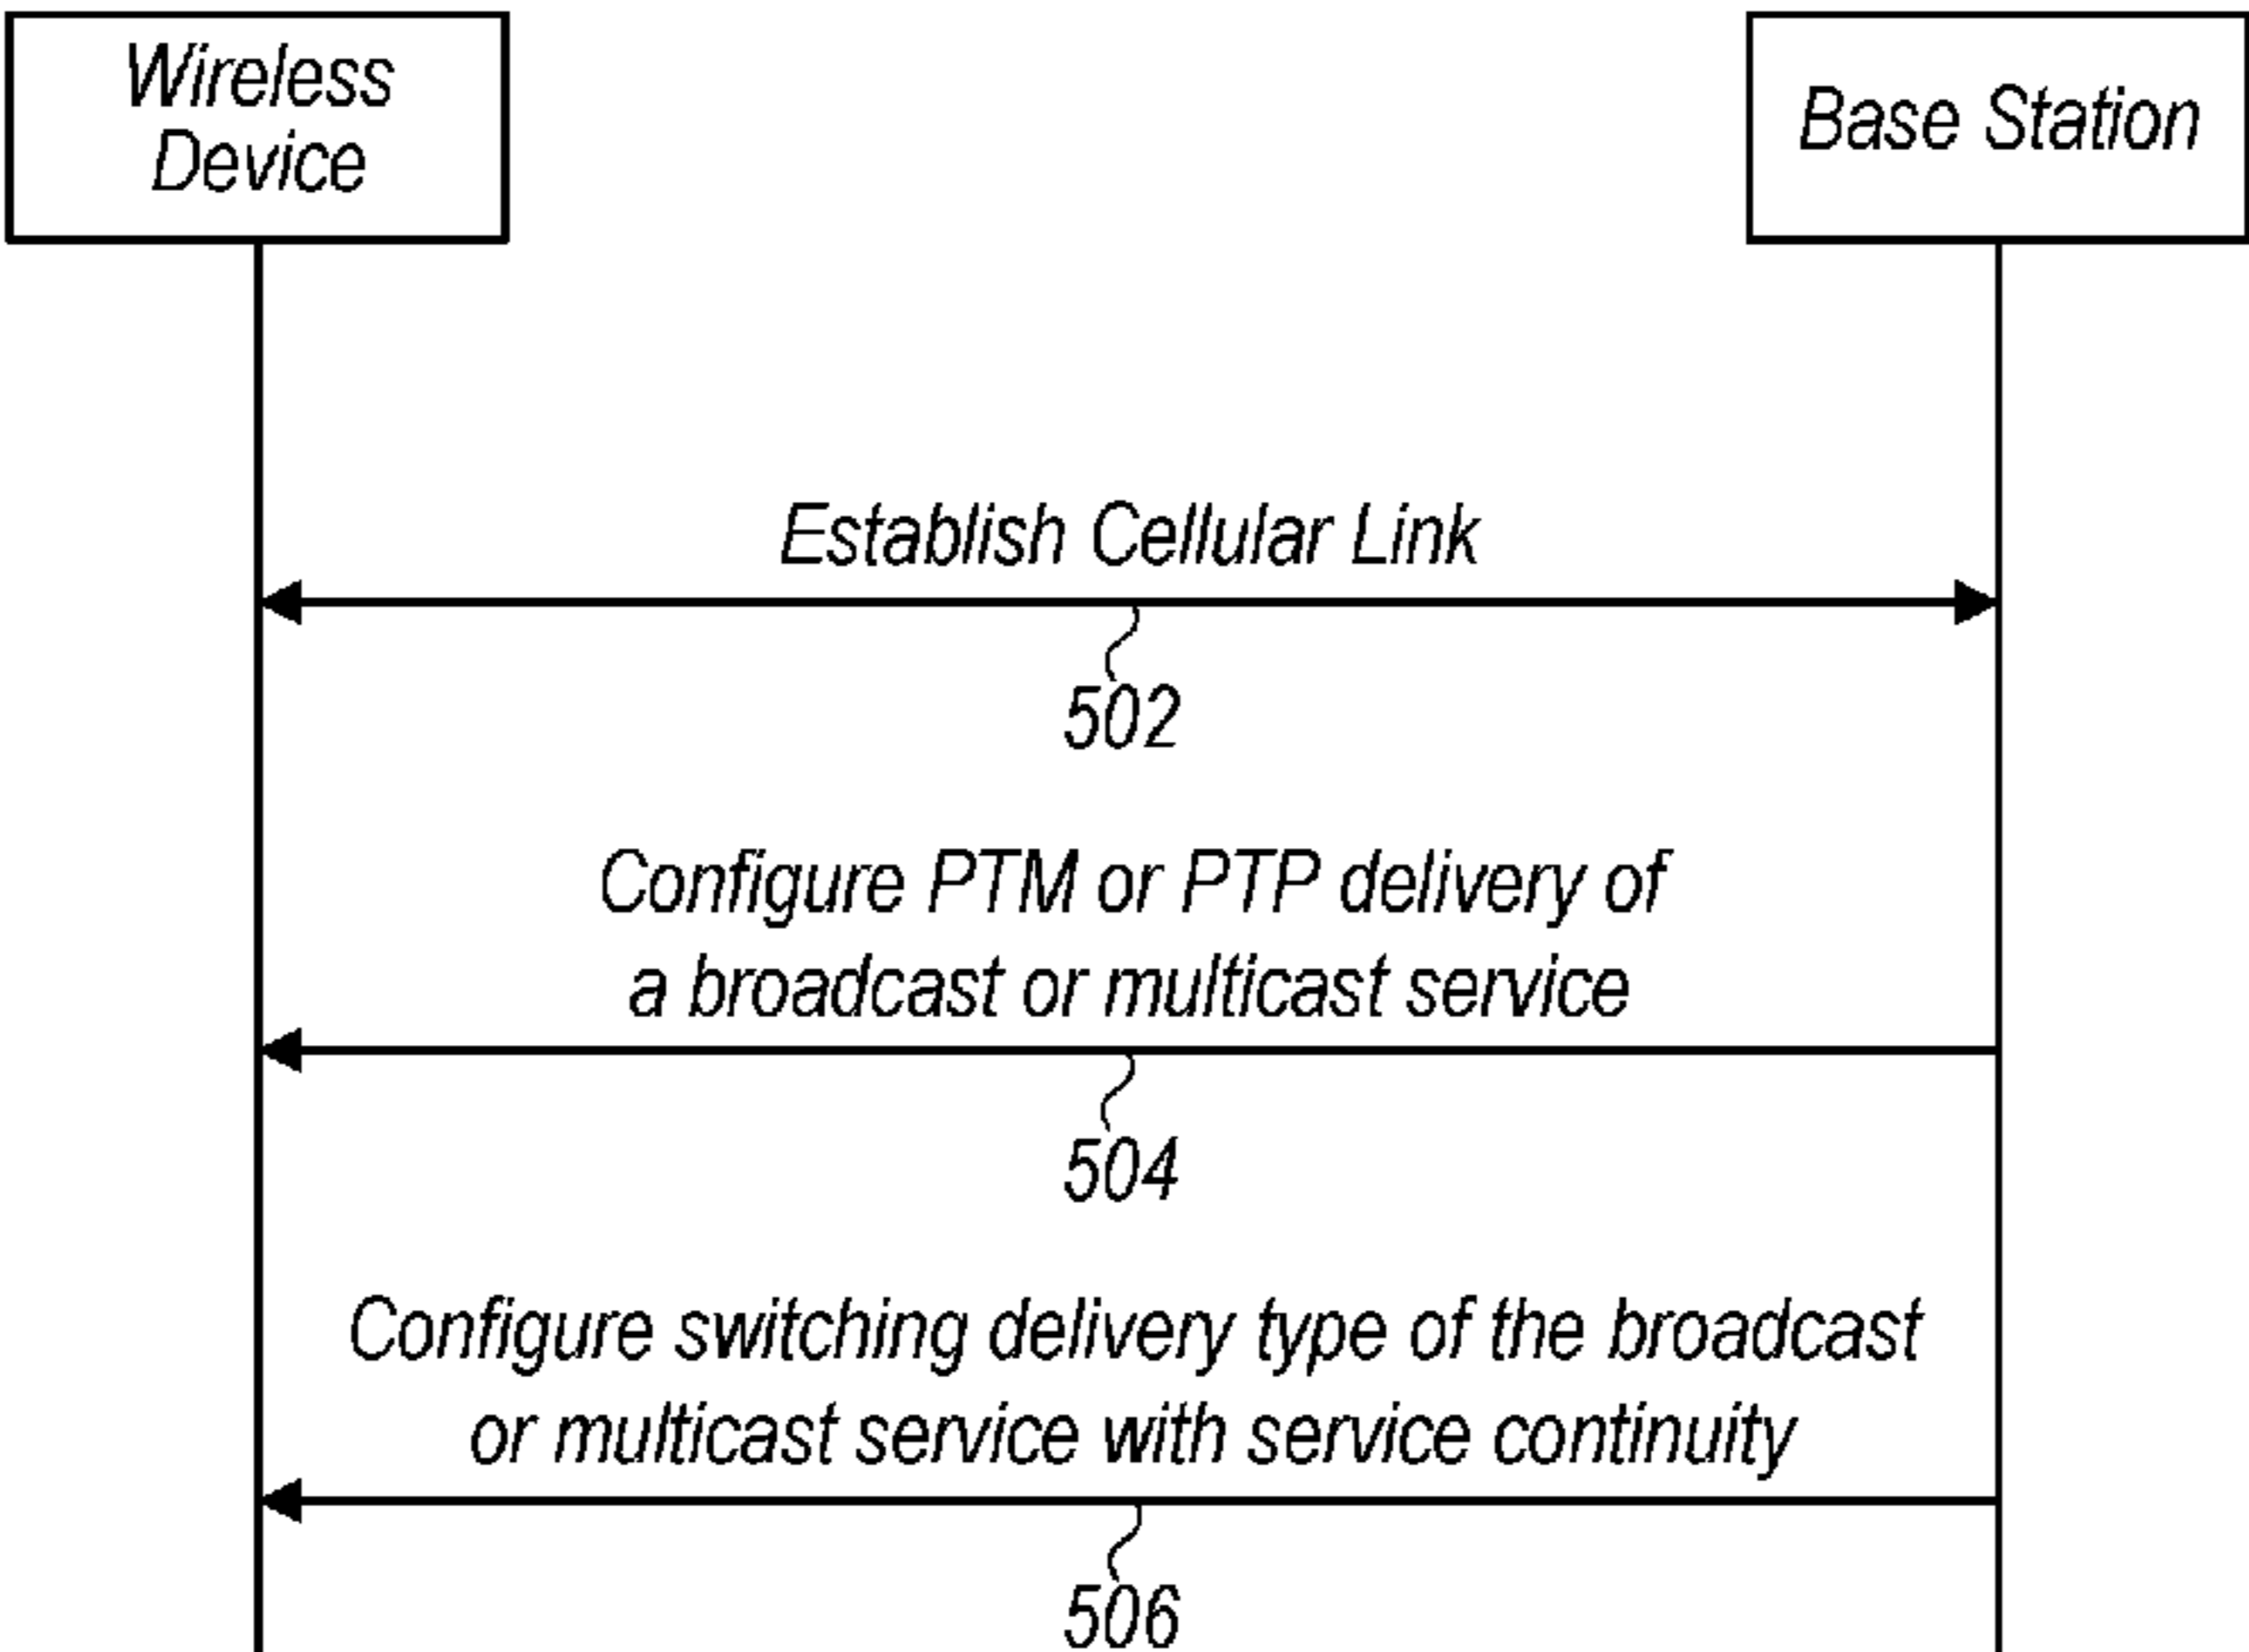 Wireless
Device
Base Station
Establish Cellular Link
502
Configure PTM or PTP delivery of
a broadcast or multicast service
504
Configure switching delivery type of the broadcast
or multicast service with service continuity
506